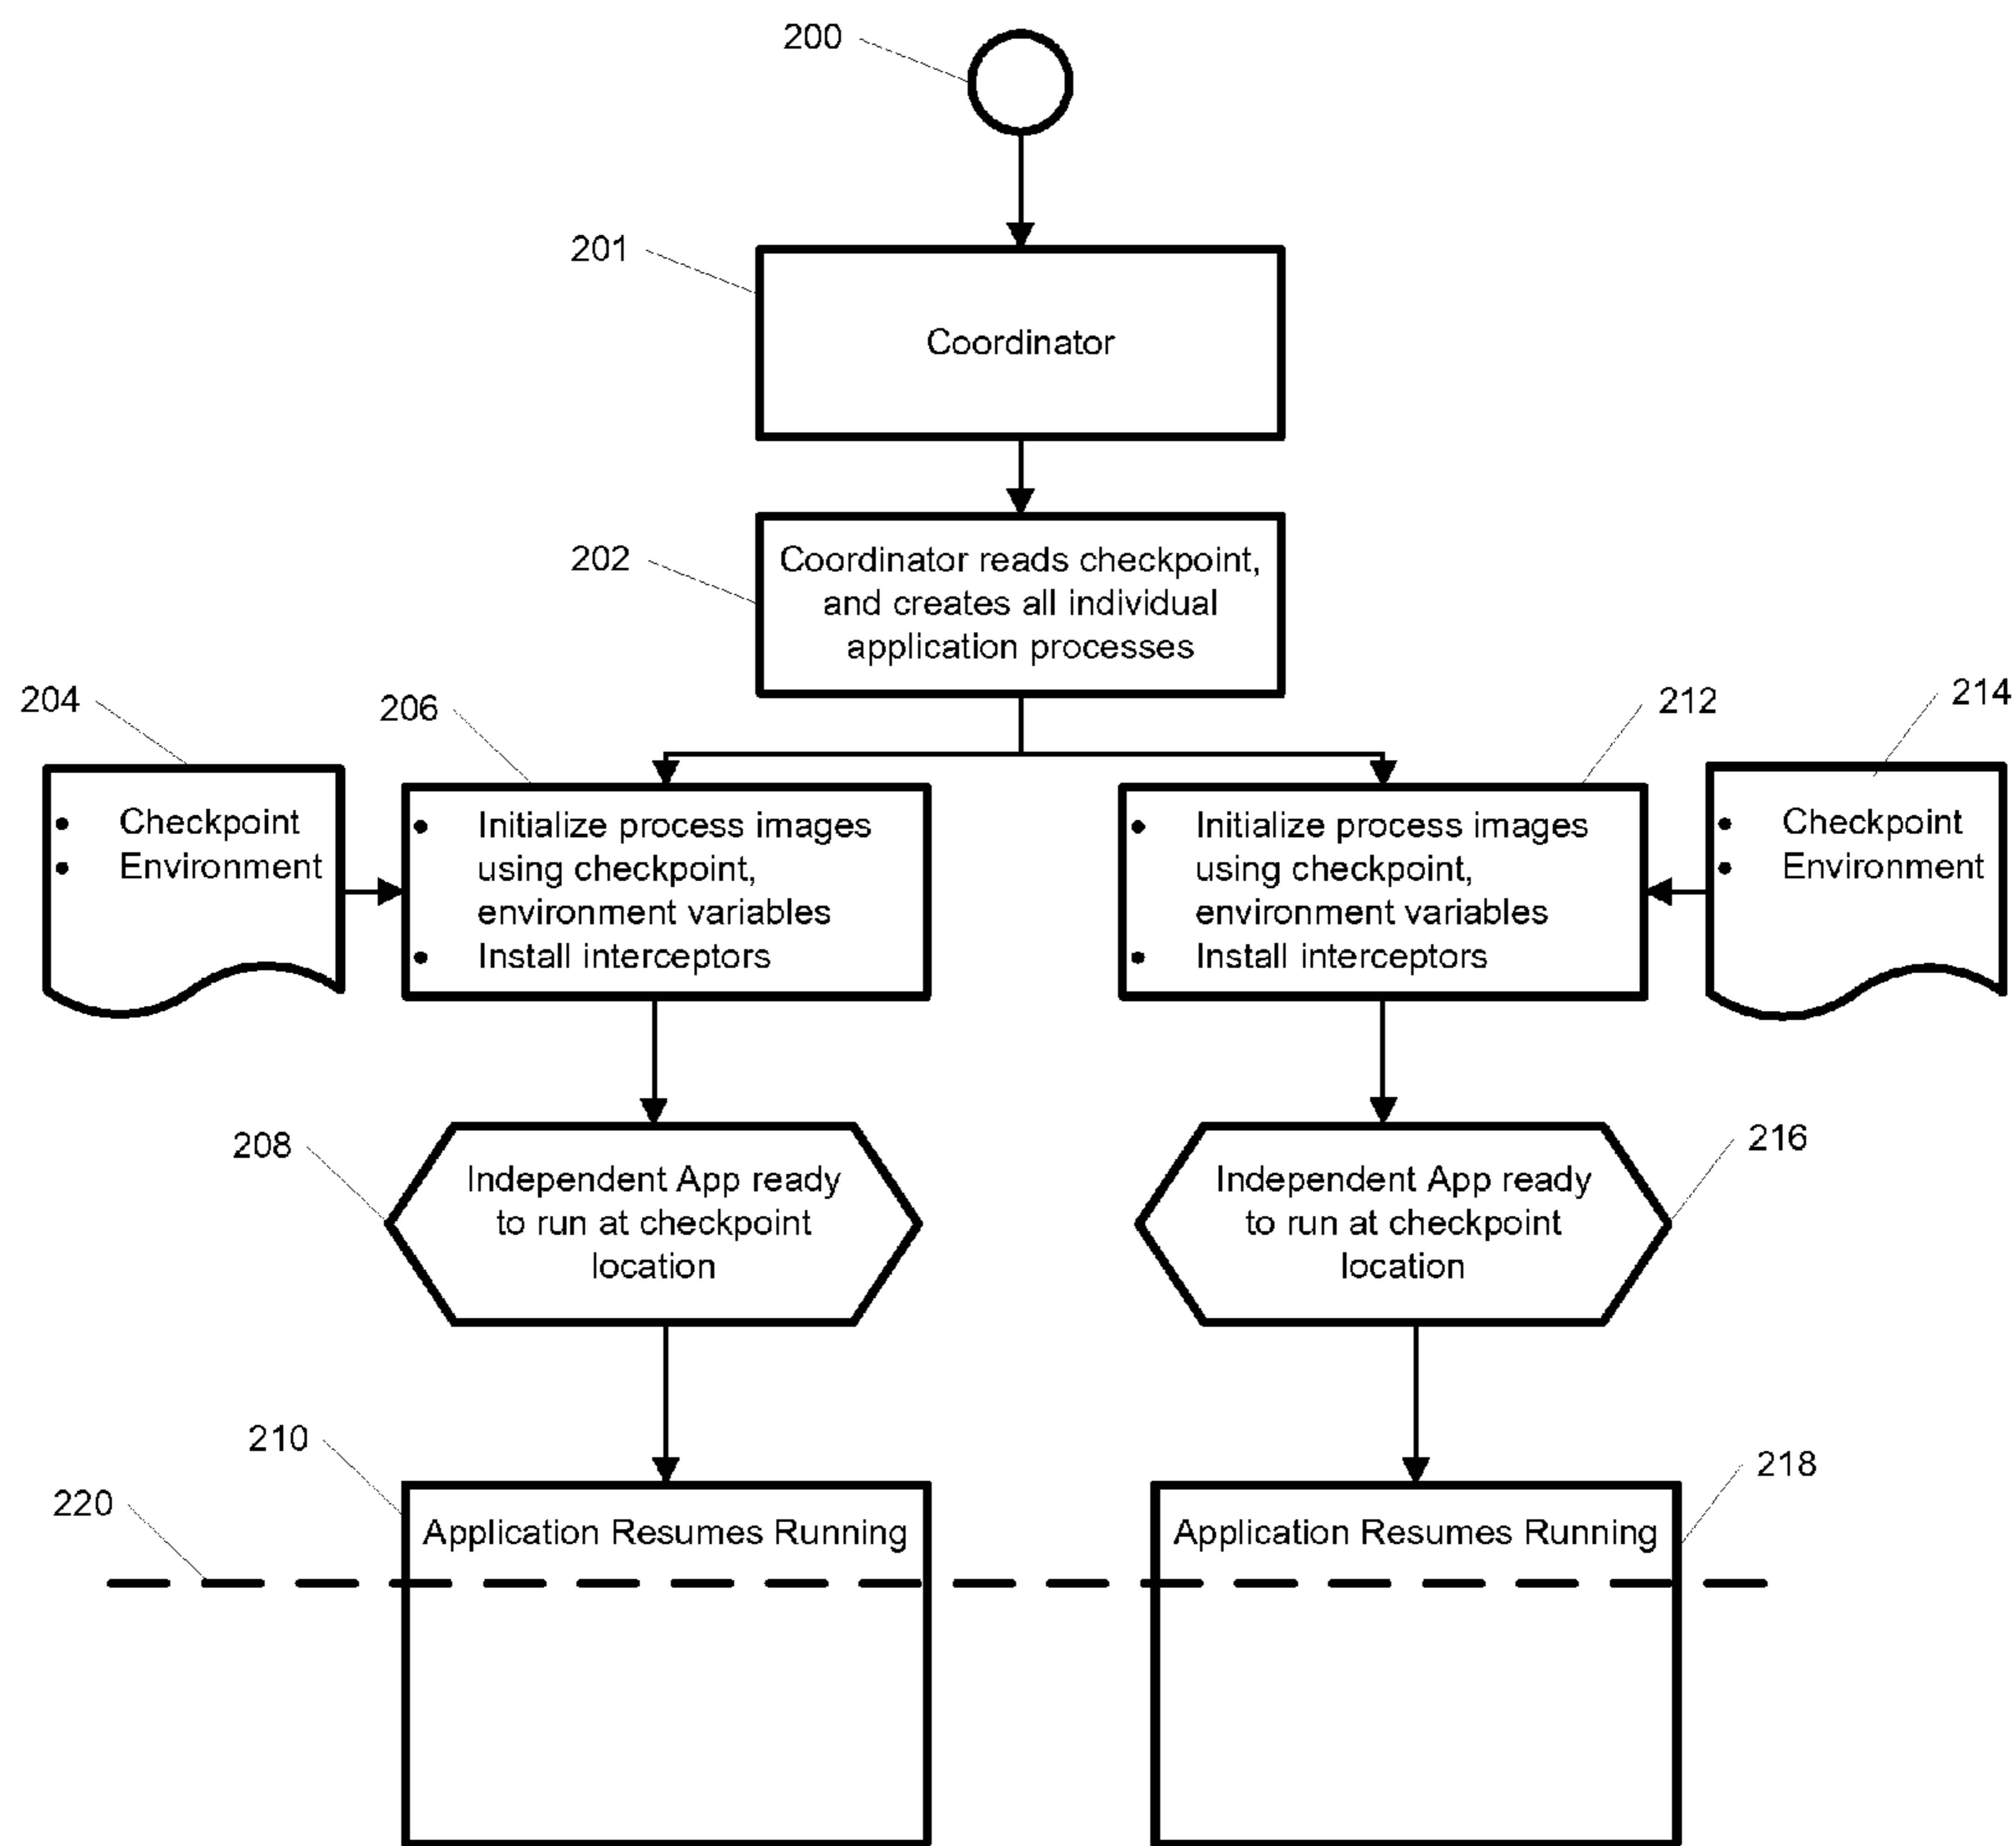 200
201
Coordinator
202
Coordinator reads checkpoint,
and creates all individual
application processes
204
206
212
214
• Checkpoint
• Environment
• Initialize process images
using checkpoint,
environment variables
• Install interceptors
• Initialize process images
using checkpoint,
environment variables
• Install interceptors
• Checkpoint
• Environment
208
Independent App ready
to run at checkpoint
location
Independent App ready
to run at checkpoint
location
216
210
218
220
Application Resumes Running
Application Resumes Running